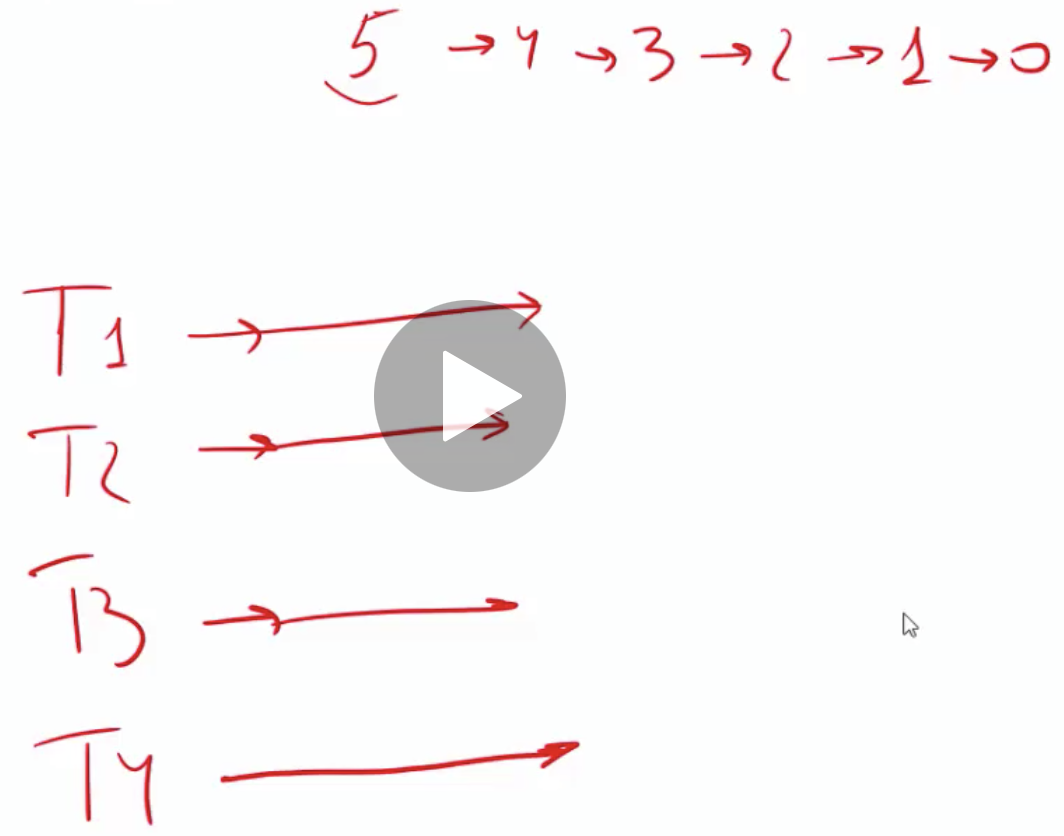 5 → 4 → 3 → 2 → 1 → 0
T1
T2
T3
T4